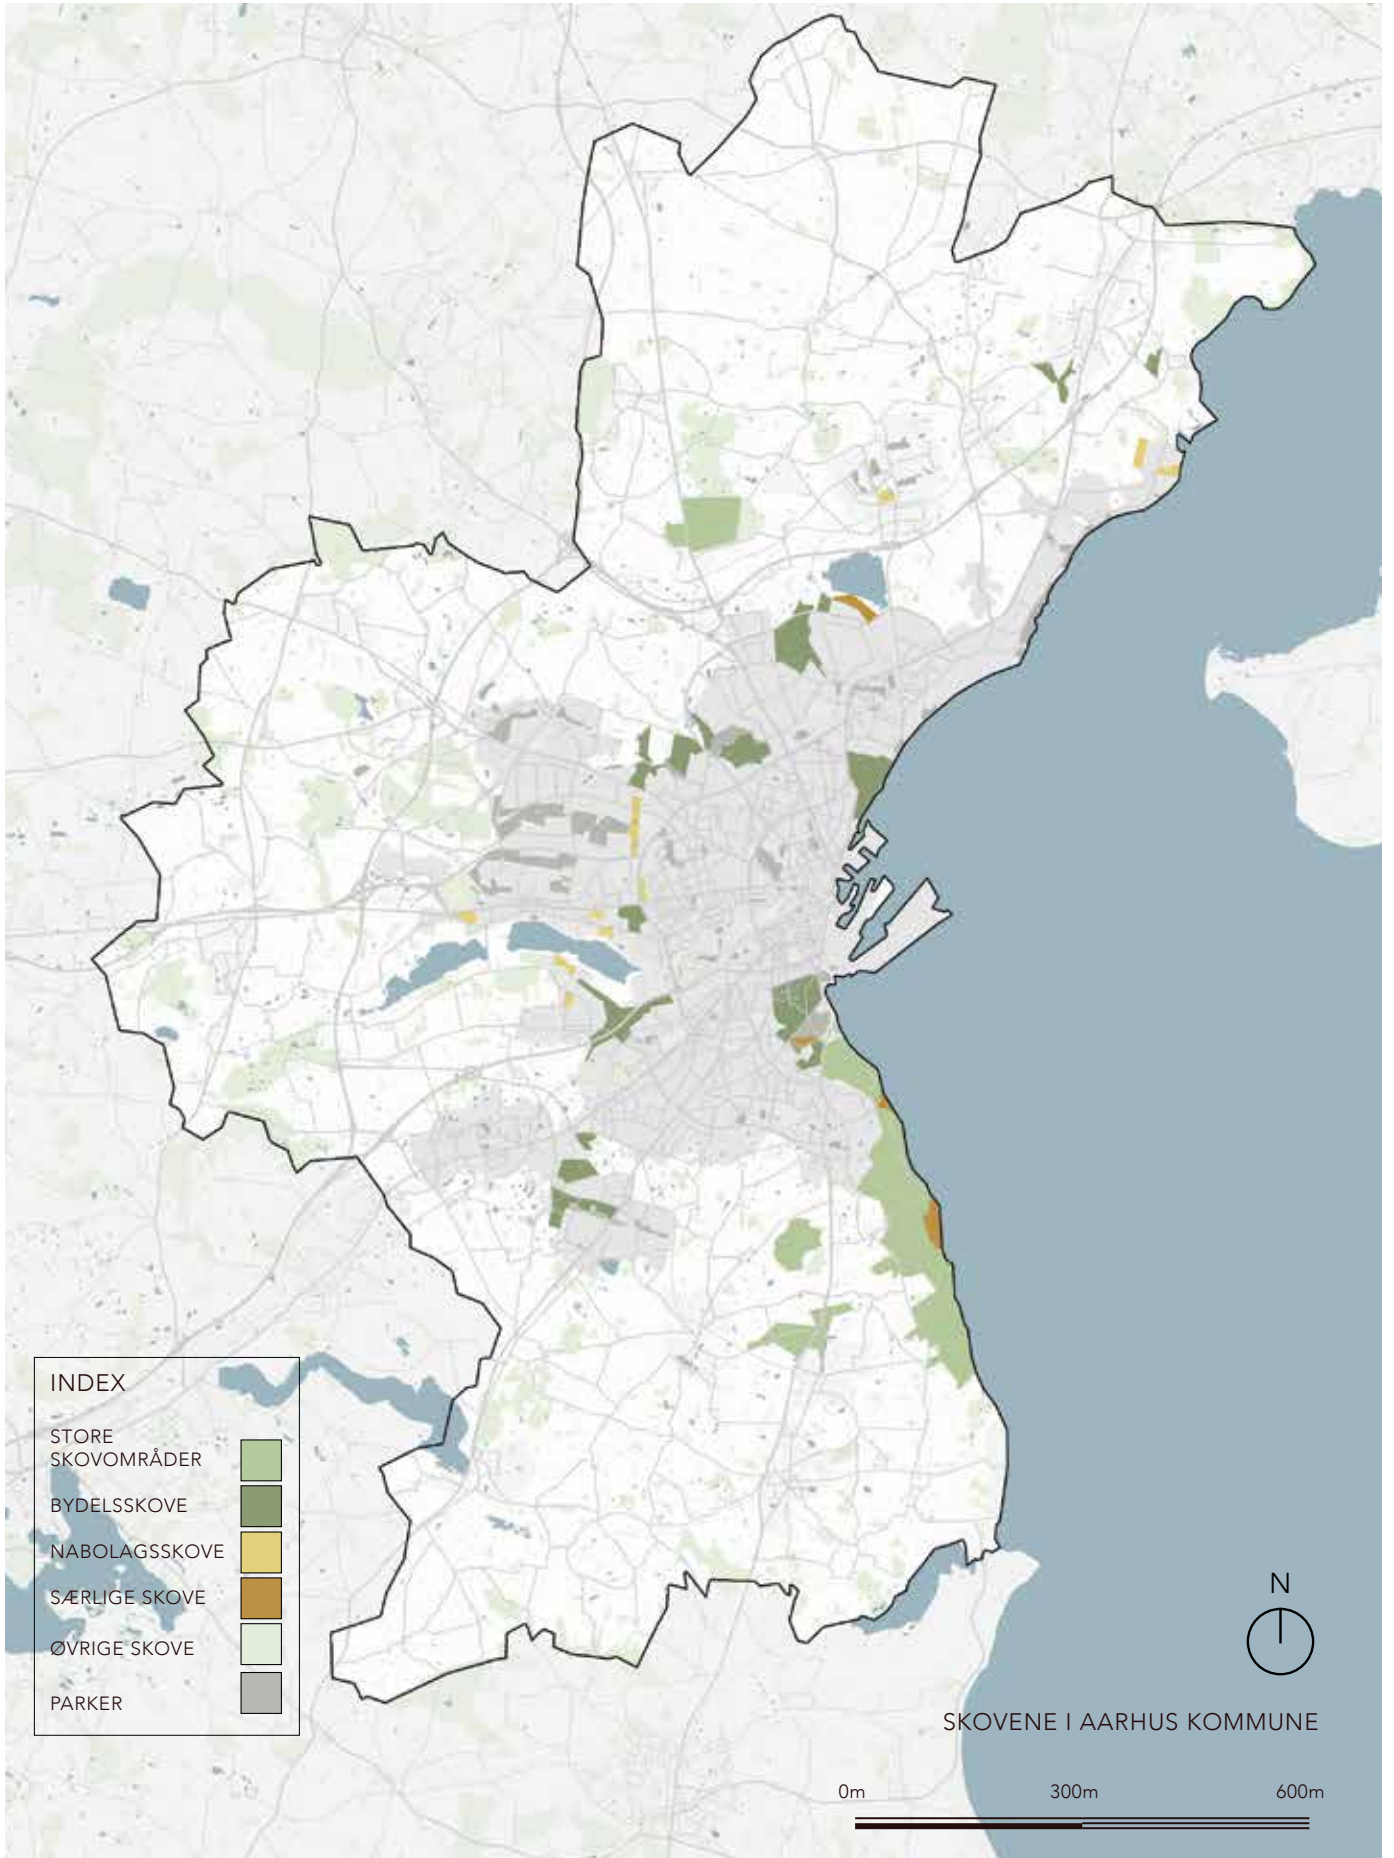 INDEX
STORE
SKOVOMRÅDER
BYDELSSKOVE
NABOLAGSSKOVE
SÆRLIGE SKOVE
ØVRIGE SKOVE
PARKER
N
SKOVENE I AARHUS KOMMUNE
0m 300m 600m